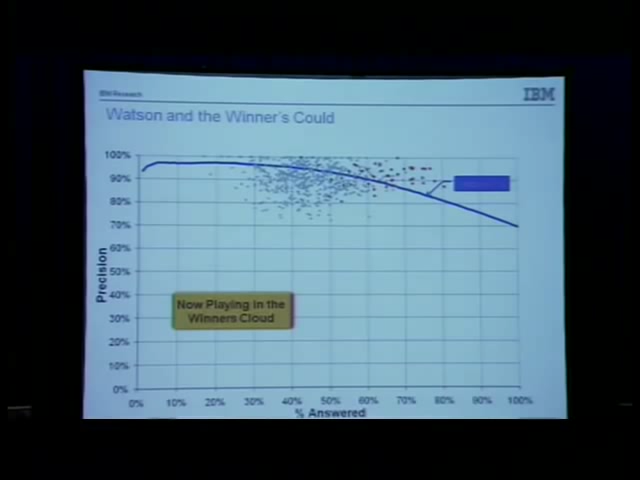 IBM Research
IBM
Watson and the Winner's Could
100%
90%
80%
70%
60%
50%
40%
30%
20%
10%
0%
Precision
Now Playing in the
Winners Cloud
0% 10% 20% 30% 40% 50% 60% 70% 80% 90% 100%
% Answered